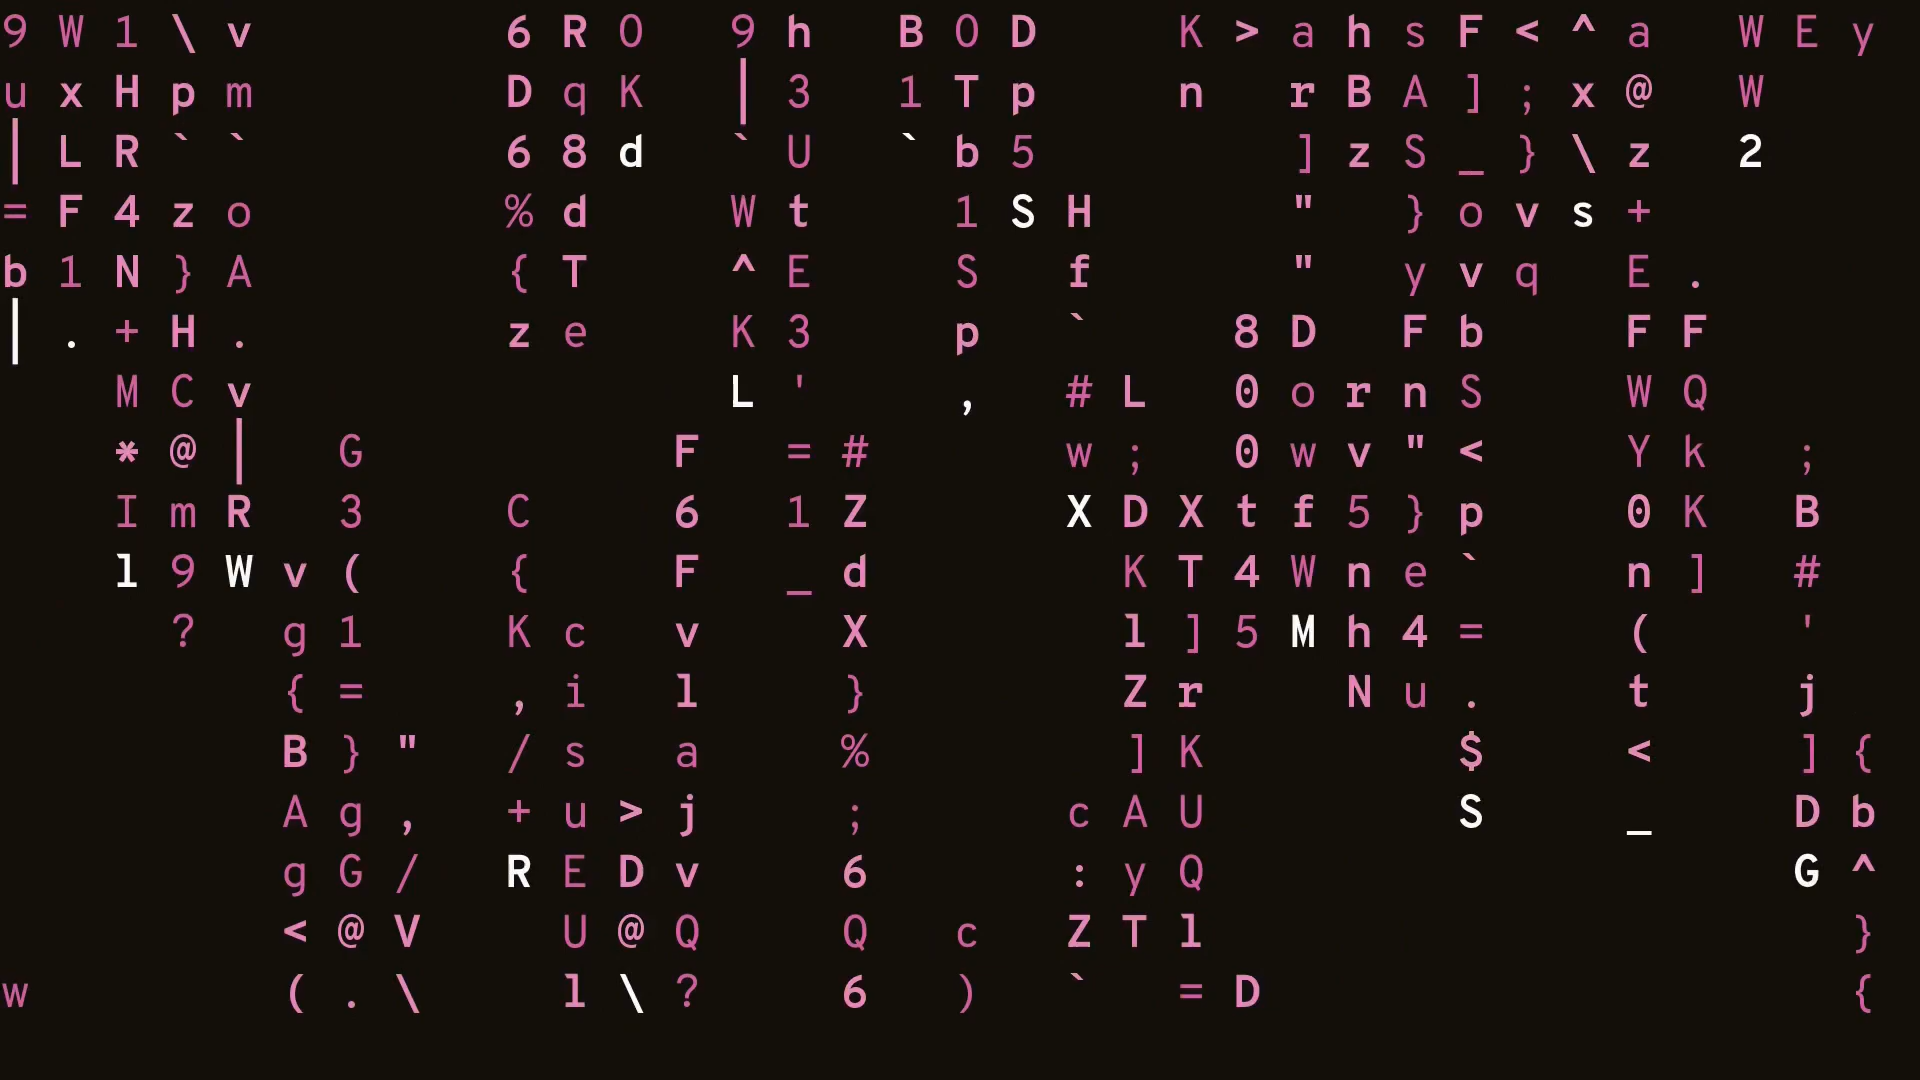 9 W 1 \ v 6 R O 9 h B O D K > a h s F < ^ a W E y
u x H p m D q K | 3 1 T p n r B A ] ; x @ W
| L R ` ` 6 8 d ` U ` b 5 ] z S _ } \ z 2
= F 4 z o % d W t 1 S H " } o v s +
b 1 N } A { T ^ E S f " y v q E .
| . + H . z e K 3 p ` 8 D F b F F
M C v L ' , # L 0 o r n S W Q
* @ | G F = # w ; 0 w v " < Y k ;
I m R 3 C 6 1 Z X D X t f 5 } p 0 K B
l 9 W v ( { F _ d K T 4 W n e ` n ] #
? g 1 K c v X l ] 5 M h 4 = ( '
{ = , i l } Z r N u . t j
B } " / s a % ] K $ < ] {
A g , + u > j ; c A U S _ D b
g G / R E D v 6 : y Q G ^
< @ V U @ Q Q c Z T l }
w ( . \ l \ ? 6 ) ` = D {